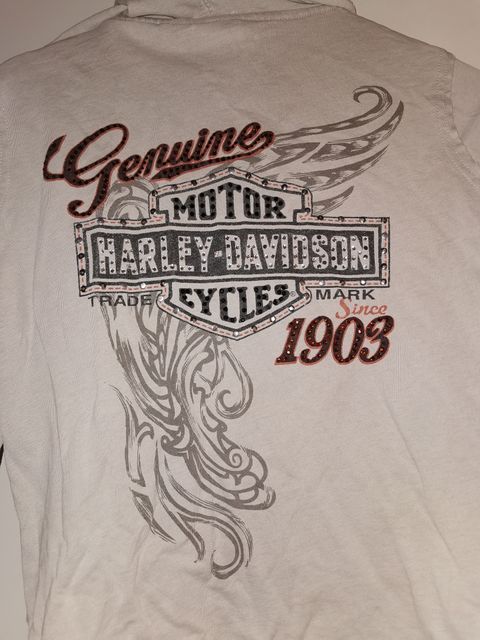 Genuine
MOTOR
HARLEY-DAVIDSON
CYCLES®
TRADE MARK
Since
1903